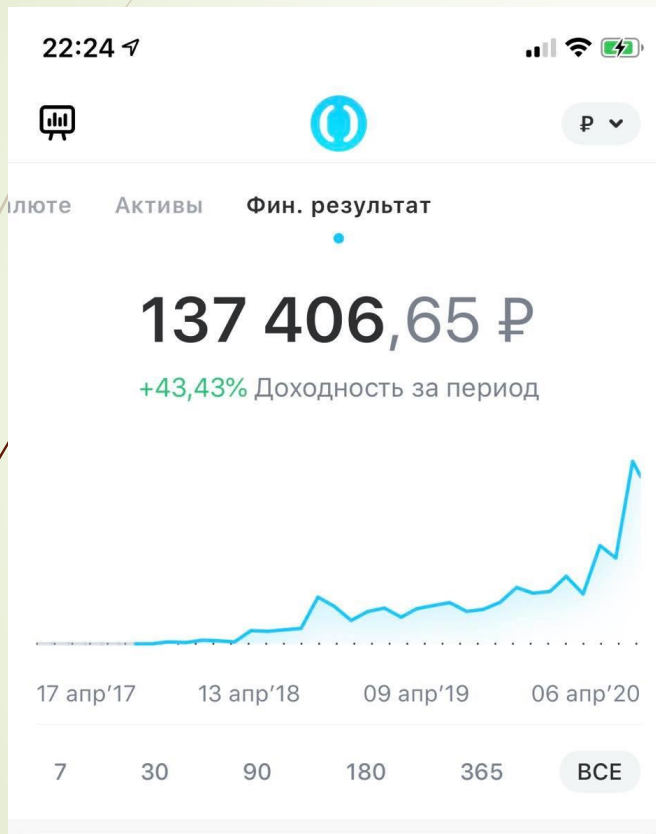 22:24
₽
Активы Фин. результат
137 406,65 ₽
+43,43% Доходность за период
17 апр’17 13 апр’18 09 апр’19 06 апр’20
7 30 90 180 365 ВСЕ